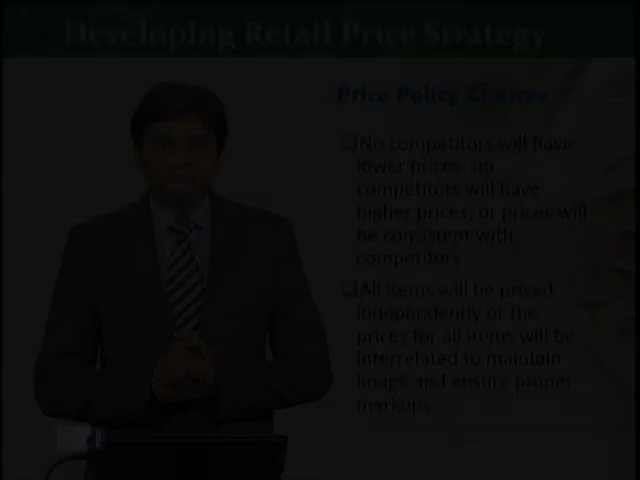 Developing Retail Price Strategy
Price Policy Choices
No competitors will have
lower prices, no
competitors will have
higher prices, or prices will
be consistent with
competitors
All items will be priced
independently or the
prices for all items will be
interrelated to maintain
image and ensure proper
markups